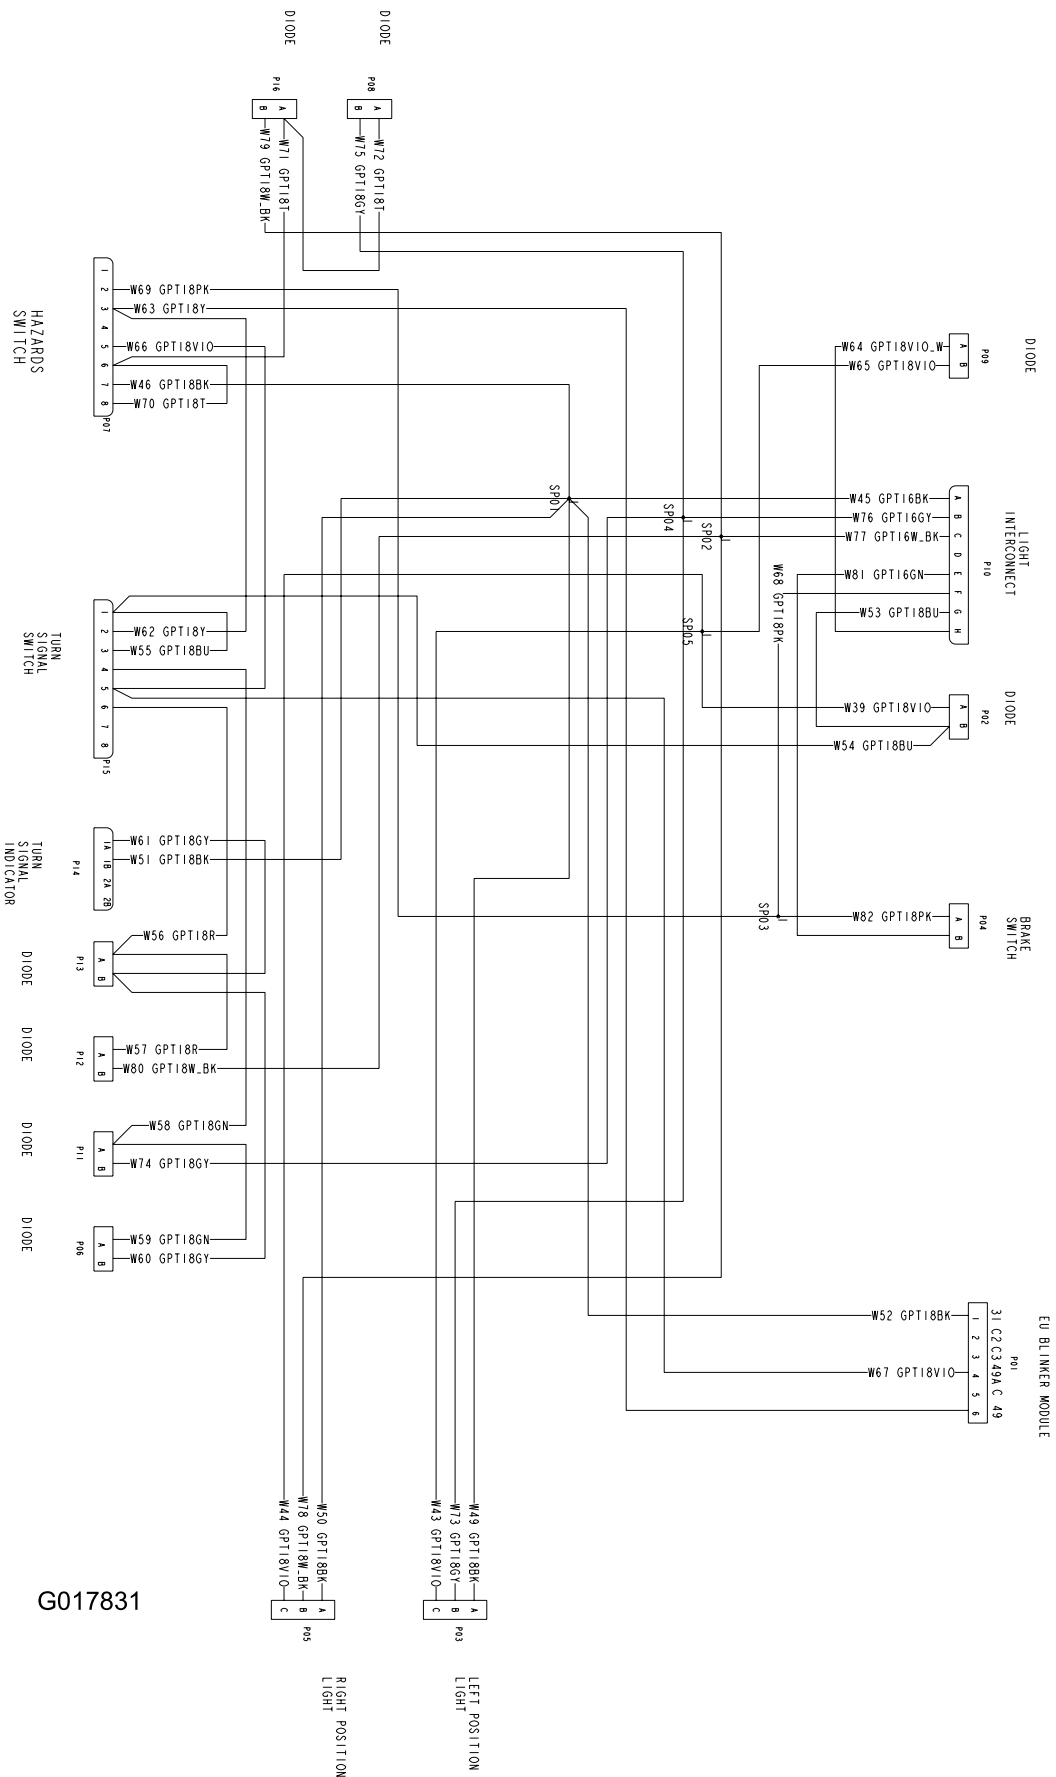 DIODE
DIODE
P16
P08
A
B
A
B
W79 GPT18W_BK
W71 GPT18T
W75 GPT18GY
W72 GPT18T
HAZARDS
SWITCH
1
2
3
4
5
6
7
8
P07
W69 GPT18PK
W63 GPT18Y
W66 GPT18VIO
W46 GPT18BK
W70 GPT18T
DIODE
P09
A
B
W64 GPT18VIO_W
W65 GPT18VIO
LIGHT
INTERCONNECT
P10
A
B
C
D
E
F
G
H
W45 GPT16BK
W76 GPT16GY
W77 GPT16W_BK
W81 GPT16GN
W68 GPT18PK
W53 GPT18BU
SP01
SP04
SP02
SP05
TURN
SIGNAL
SWITCH
1
2
3
4
5
6
7
8
P15
W62 GPT18Y
W55 GPT18BU
DIODE
P02
A
B
W39 GPT18VIO
W54 GPT18BU
TURN
SIGNAL
INDICATOR
P14
1A
1B
2A
2B
W61 GPT18GY
W51 GPT18BK
BRAKE
SWITCH
P04
A
B
W82 GPT18PK
SP03
DIODE
P13
A
B
W56 GPT18R
DIODE
P12
A
B
W57 GPT18R
W80 GPT18W_BK
DIODE
P11
A
B
W58 GPT18GN
W74 GPT18GY
DIODE
P06
A
B
W59 GPT18GN
W60 GPT18GY
EU BLINKER MODULE
P01
31 C2 C3 49A C 49
1
2
3
4
5
6
W52 GPT18BK
W67 GPT18VIO
W44 GPT18VIO
W78 GPT18W_BK
W50 GPT18BK
W43 GPT18VIO
W73 GPT18GY
W49 GPT18BK
C
B
A
P05
C
B
A
P03
RIGHT POSITION
LIGHT
LEFT POSITION
LIGHT
G017831